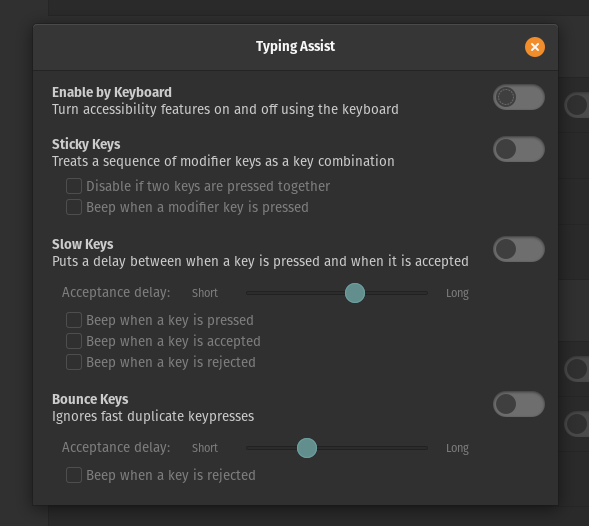 Typing Assist
Enable by Keyboard
Turn accessibility features on and off using the keyboard
Sticky Keys
Treats a sequence of modifier keys as a key combination
Disable if two keys are pressed together
Beep when a modifier key is pressed
Slow Keys
Puts a delay between when a key is pressed and when it is accepted
Acceptance delay: Short Long
Beep when a key is pressed
Beep when a key is accepted
Beep when a key is rejected
Bounce Keys
Ignores fast duplicate keypresses
Acceptance delay: Short Long
Beep when a key is rejected